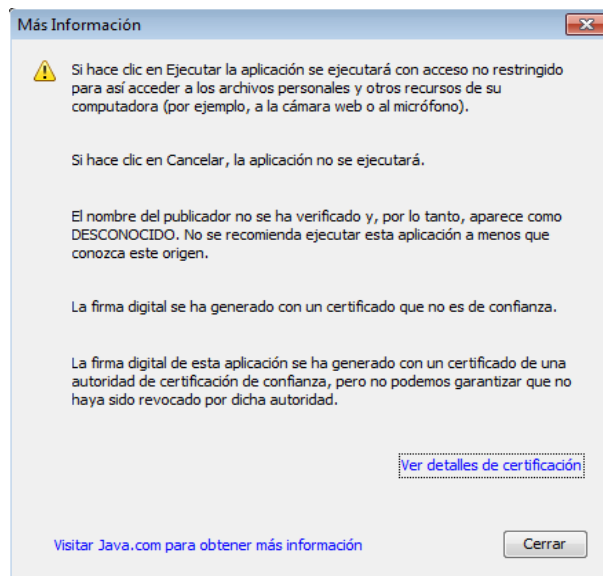 Más Información
Si hace clic en Ejecutar la aplicación se ejecutará con acceso no restringido
para así acceder a los archivos personales y otros recursos de su
computadora (por ejemplo, a la cámara web o al micrófono).
Si hace clic en Cancelar, la aplicación no se ejecutará.
El nombre del publicador no se ha verificado y, por lo tanto, aparece como
DESCONOCIDO. No se recomienda ejecutar esta aplicación a menos que
conozca este origen.
La firma digital se ha generado con un certificado que no es de confianza.
La firma digital de esta aplicación se ha generado con un certificado de una
autoridad de certificación de confianza, pero no podemos garantizar que no
haya sido revocado por dicha autoridad.
Ver detalles de certificación
Visitar Java.com para obtener más información
Cerrar